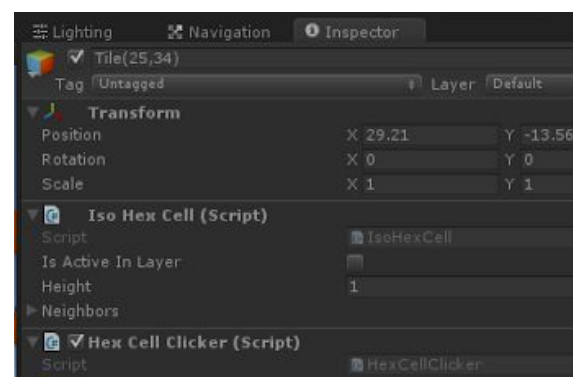 Lighting Navigation Inspector
Tile(25,34)
Tag Untagged Layer Default
Transform
Position X 29.21 Y -13.56
Rotation X 0 Y 0
Scale X 1 Y 1
Iso Hex Cell (Script)
Script IsoHexCell
Is Active In Layer
Height 1
Neighbors
Hex Cell Clicker (Script)
Script HexCellClicker